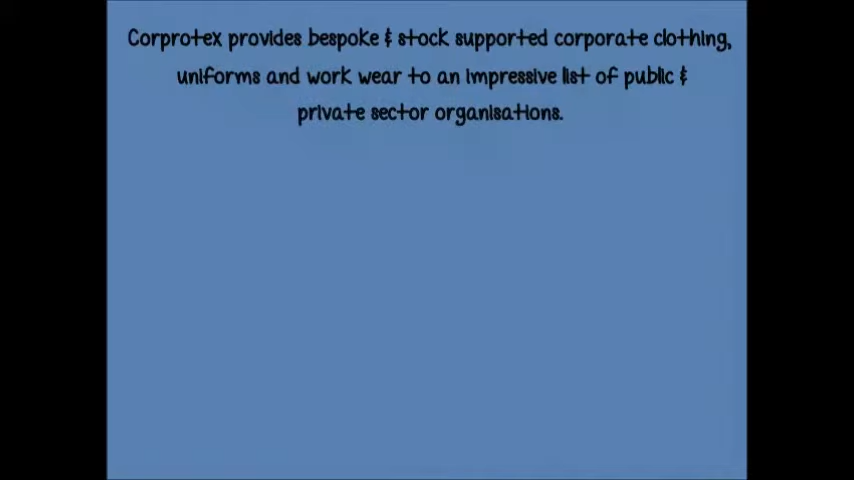 Corprotex provides bespoke & stock supported corporate clothing,
uniforms and work wear to an impressive list of public &
private sector organisations.